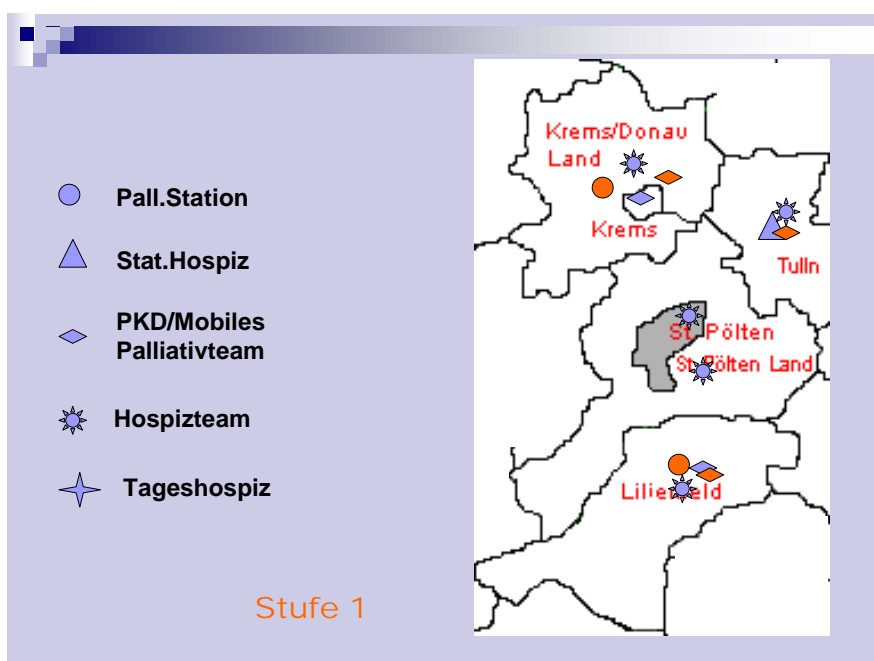 Pall.Station
Stat.Hospiz
PKD/Mobiles
Palliativteam
Hospizteam
Tageshospiz
Stufe 1
Krems/Donau
Land
Krems
Tulln
St. Pölten
St. Pölten Land
Lilienfeld